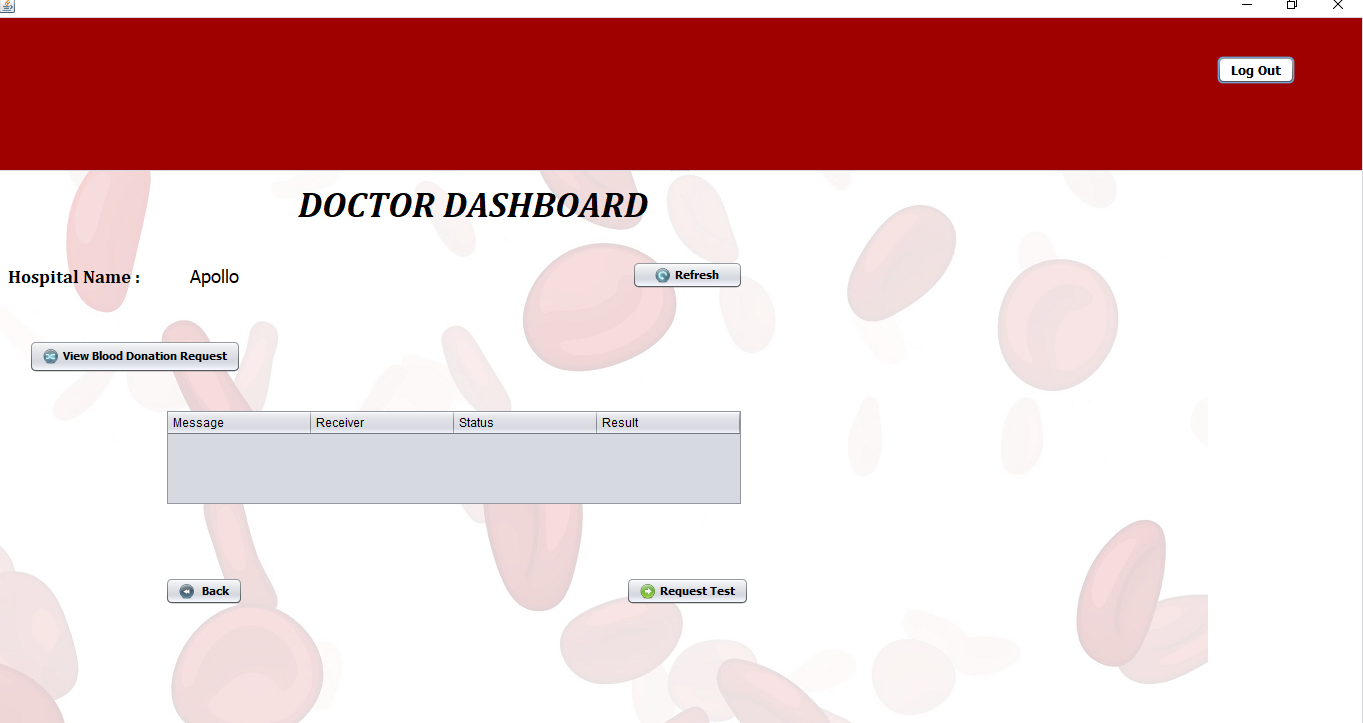 Log Out
DOCTOR DASHBOARD
Hospital Name : Apollo
Refresh
View Blood Donation Request
Message Receiver Status Result
Back Request Test